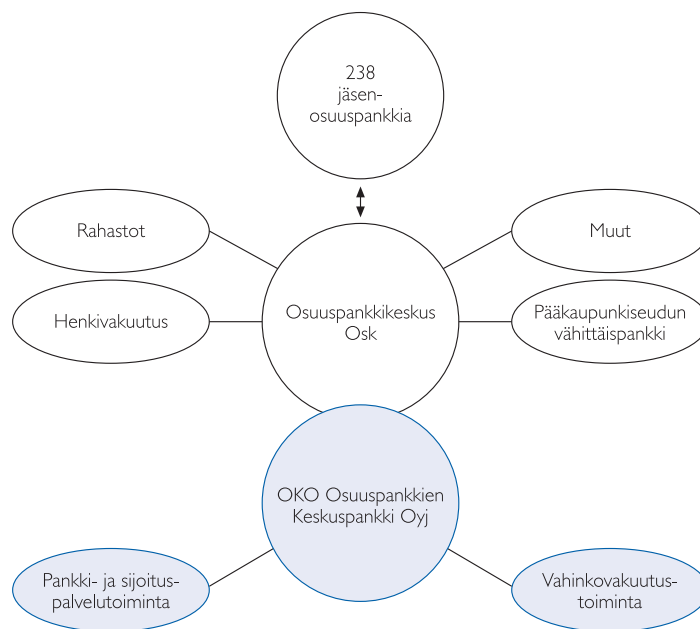 238
jäsen-
osuuspankkia
Rahastot
Muut
Henkivakuutus
Osuuspankkikeskus
Osk
Pääkaupunkiseudun
vähittäispankki
OKO Osuuspankkien
Keskuspankki Oyj
Pankki- ja sijoitus-
palvelutoiminta
Vahinkovakuutus-
toiminta